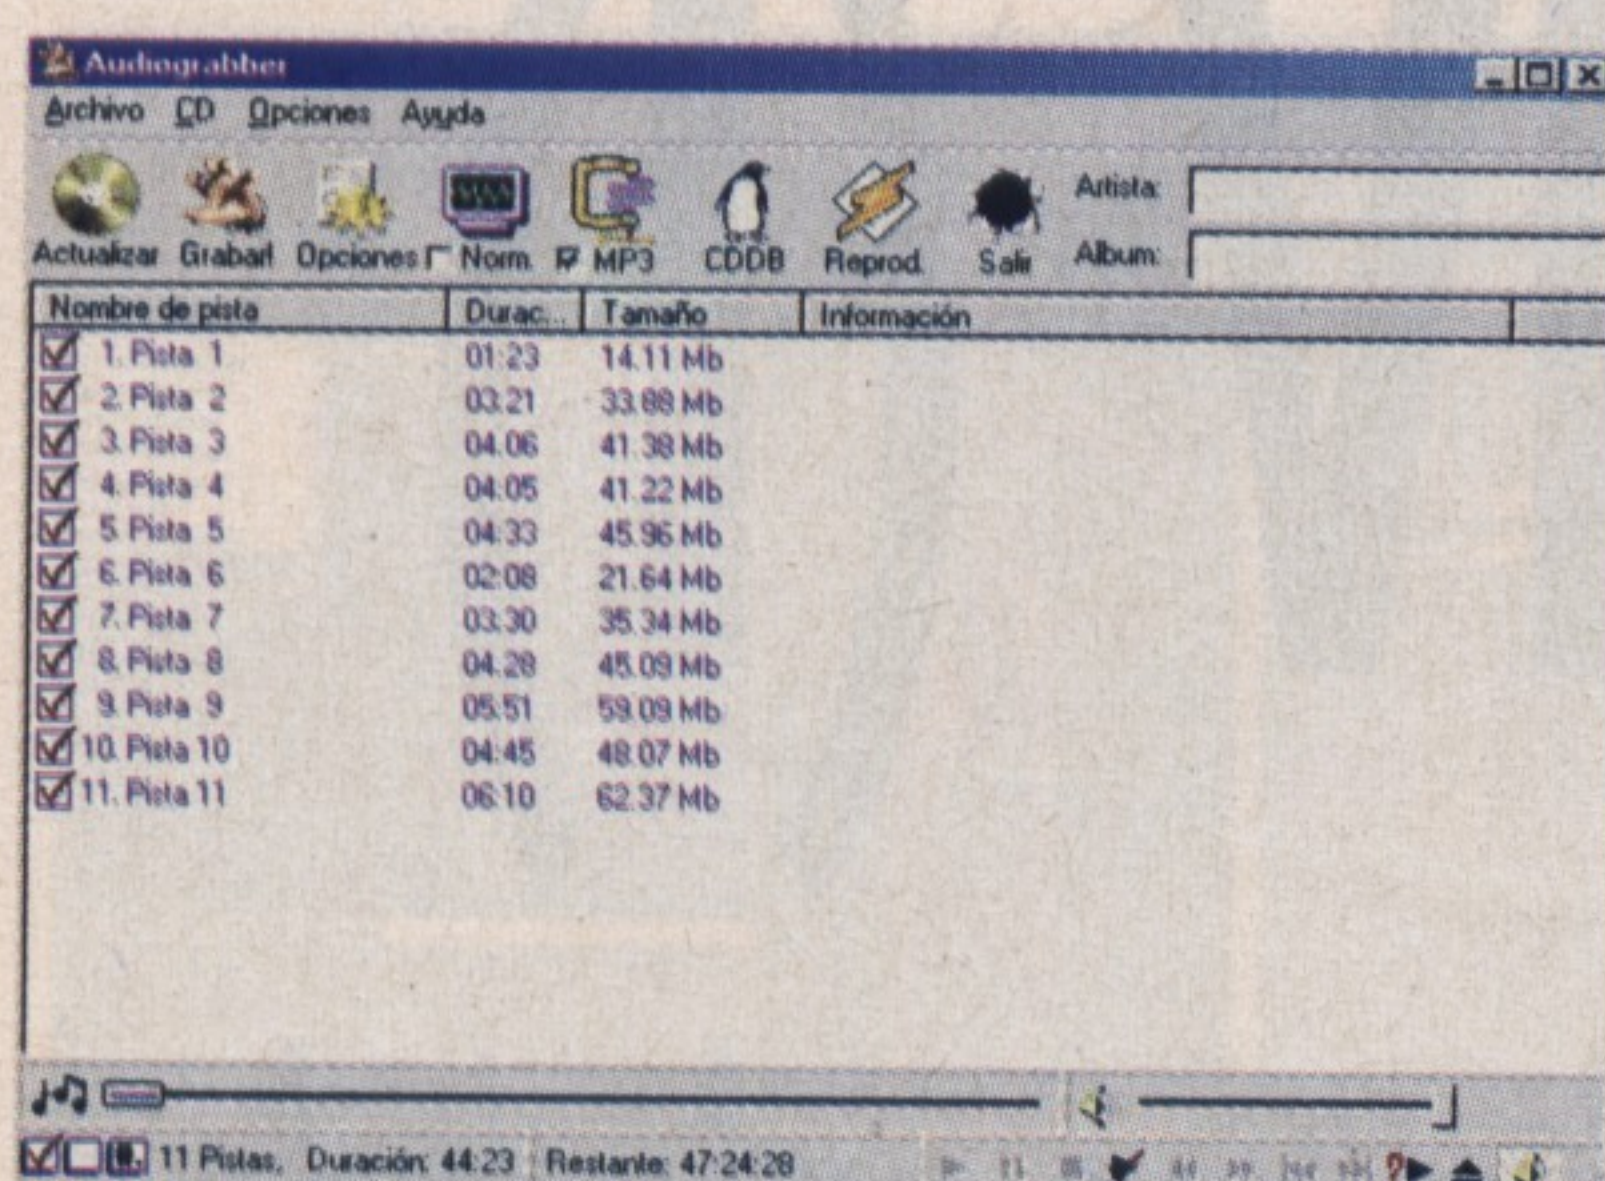 Audiograbber
Archivo CD Opciones Ayuda
Actualizar Grabar! Opciones Norm. MP3 CDDB Reprod. Salir
Artista:
Album:
Nombre de pista Durac... Tamaño Información
1. Pista 1 01:23 14.11 Mb
2. Pista 2 03:21 33.88 Mb
3. Pista 3 04:06 41.38 Mb
4. Pista 4 04:05 41.22 Mb
5. Pista 5 04:33 45.96 Mb
6. Pista 6 02:08 21.64 Mb
7. Pista 7 03:30 35.34 Mb
8. Pista 8 04:28 45.09 Mb
9. Pista 9 05:51 59.09 Mb
10. Pista 10 04:45 48.07 Mb
11. Pista 11 06:10 62.37 Mb
11 Pistas, Duración: 44:23 Restante: 47:24:28